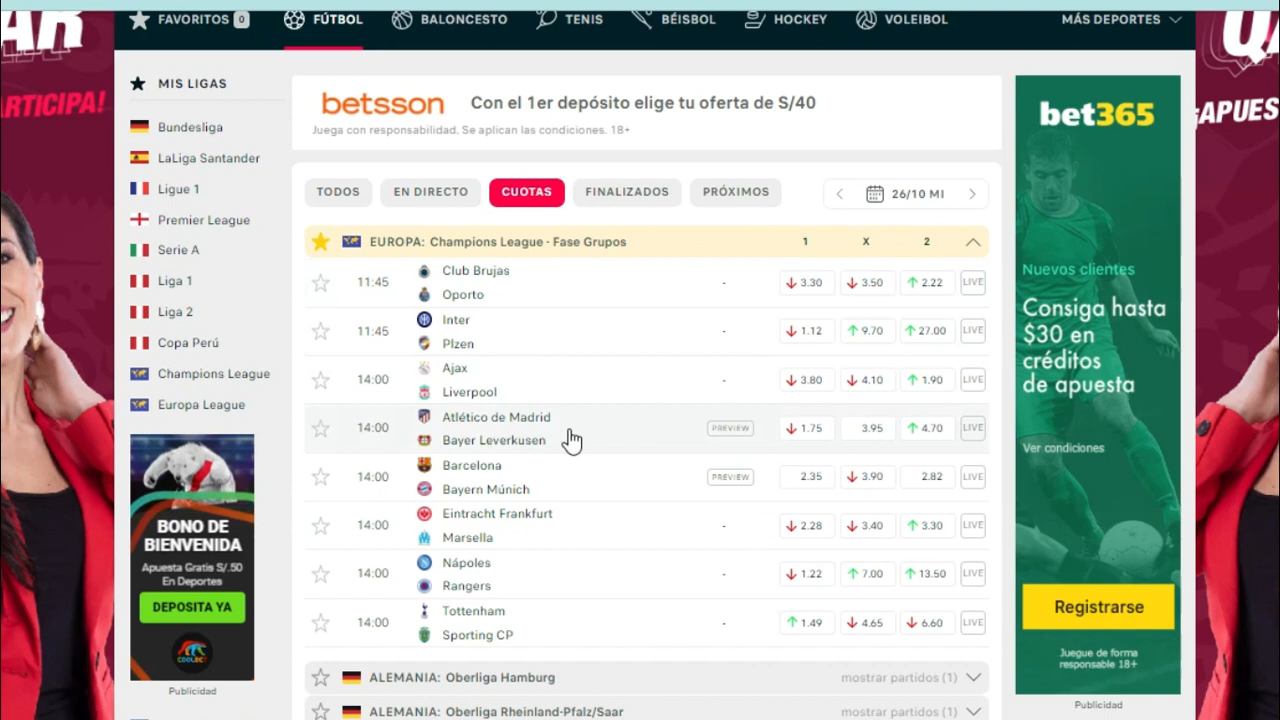 AR
ARTICIPA!
FAVORITOS 0
FÚTBOL
BALONCESTO
TENIS
BÉISBOL
HOCKEY
VOLEIBOL
MÁS DEPORTES
¡APUES
MIS LIGAS
Bundesliga
LaLiga Santander
Ligue 1
Premier League
Serie A
Liga 1
Liga 2
Copa Perú
Champions League
Europa League
BONO DE
BIENVENIDA
Apuesta Gratis S/.50
En Deportes
DEPOSITA YA
COOLBET
Publicidad
betsson
Con el 1er depósito elige tu oferta de S/40
Juega con responsabilidad. Se aplican las condiciones. 18+
TODOS
EN DIRECTO
CUOTAS
FINALIZADOS
PRÓXIMOS
26/10 MI
EUROPA: Champions League - Fase Grupos 1 X 2
11:45 Club Brujas - 3.30 3.50 2.22 LIVE
Oporto
11:45 Inter - 1.12 9.70 27.00 LIVE
Plzen
14:00 Ajax - 3.80 4.10 1.90 LIVE
Liverpool
14:00 Atlético de Madrid PREVIEW 1.75 3.95 4.70 LIVE
Bayer Leverkusen
14:00 Barcelona PREVIEW 2.35 3.90 2.82 LIVE
Bayern Múnich
14:00 Eintracht Frankfurt - 2.28 3.40 3.30 LIVE
Marsella
14:00 Nápoles - 1.22 7.00 13.50 LIVE
Rangers
14:00 Tottenham - 1.49 4.65 6.60 LIVE
Sporting CP
ALEMANIA: Oberliga Hamburg mostrar partidos (1)
ALEMANIA: Oberliga Rheinland-Pfalz/Saar mostrar partidos (1)
bet365
Nuevos clientes
Consiga hasta
$30 en
créditos
de apuesta
Ver condiciones
Registrarse
Juegue de forma
responsable 18+
Publicidad